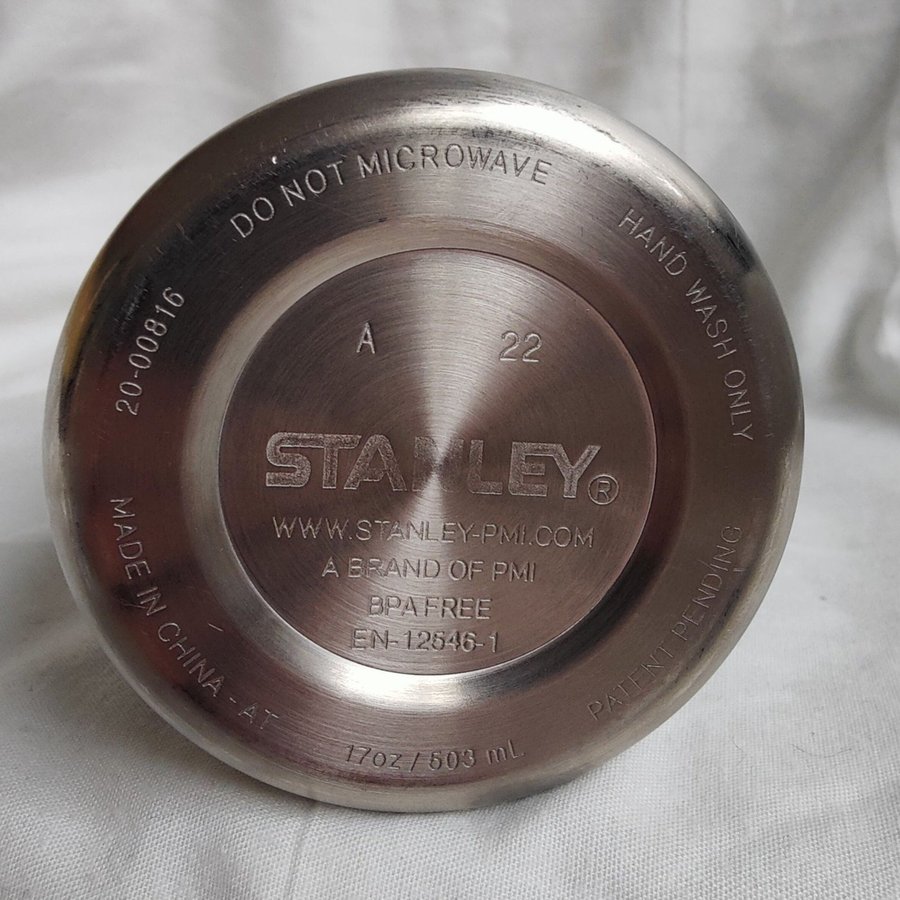 DO NOT MICROWAVE
HAND WASH ONLY
20-00816
A 22
STANLEY®
WWW.STANLEY-PMI.COM
A BRAND OF PMI
BPA FREE
EN-12546-1
MADE IN CHINA - AT
17oz / 503 mL
PATENT PENDING